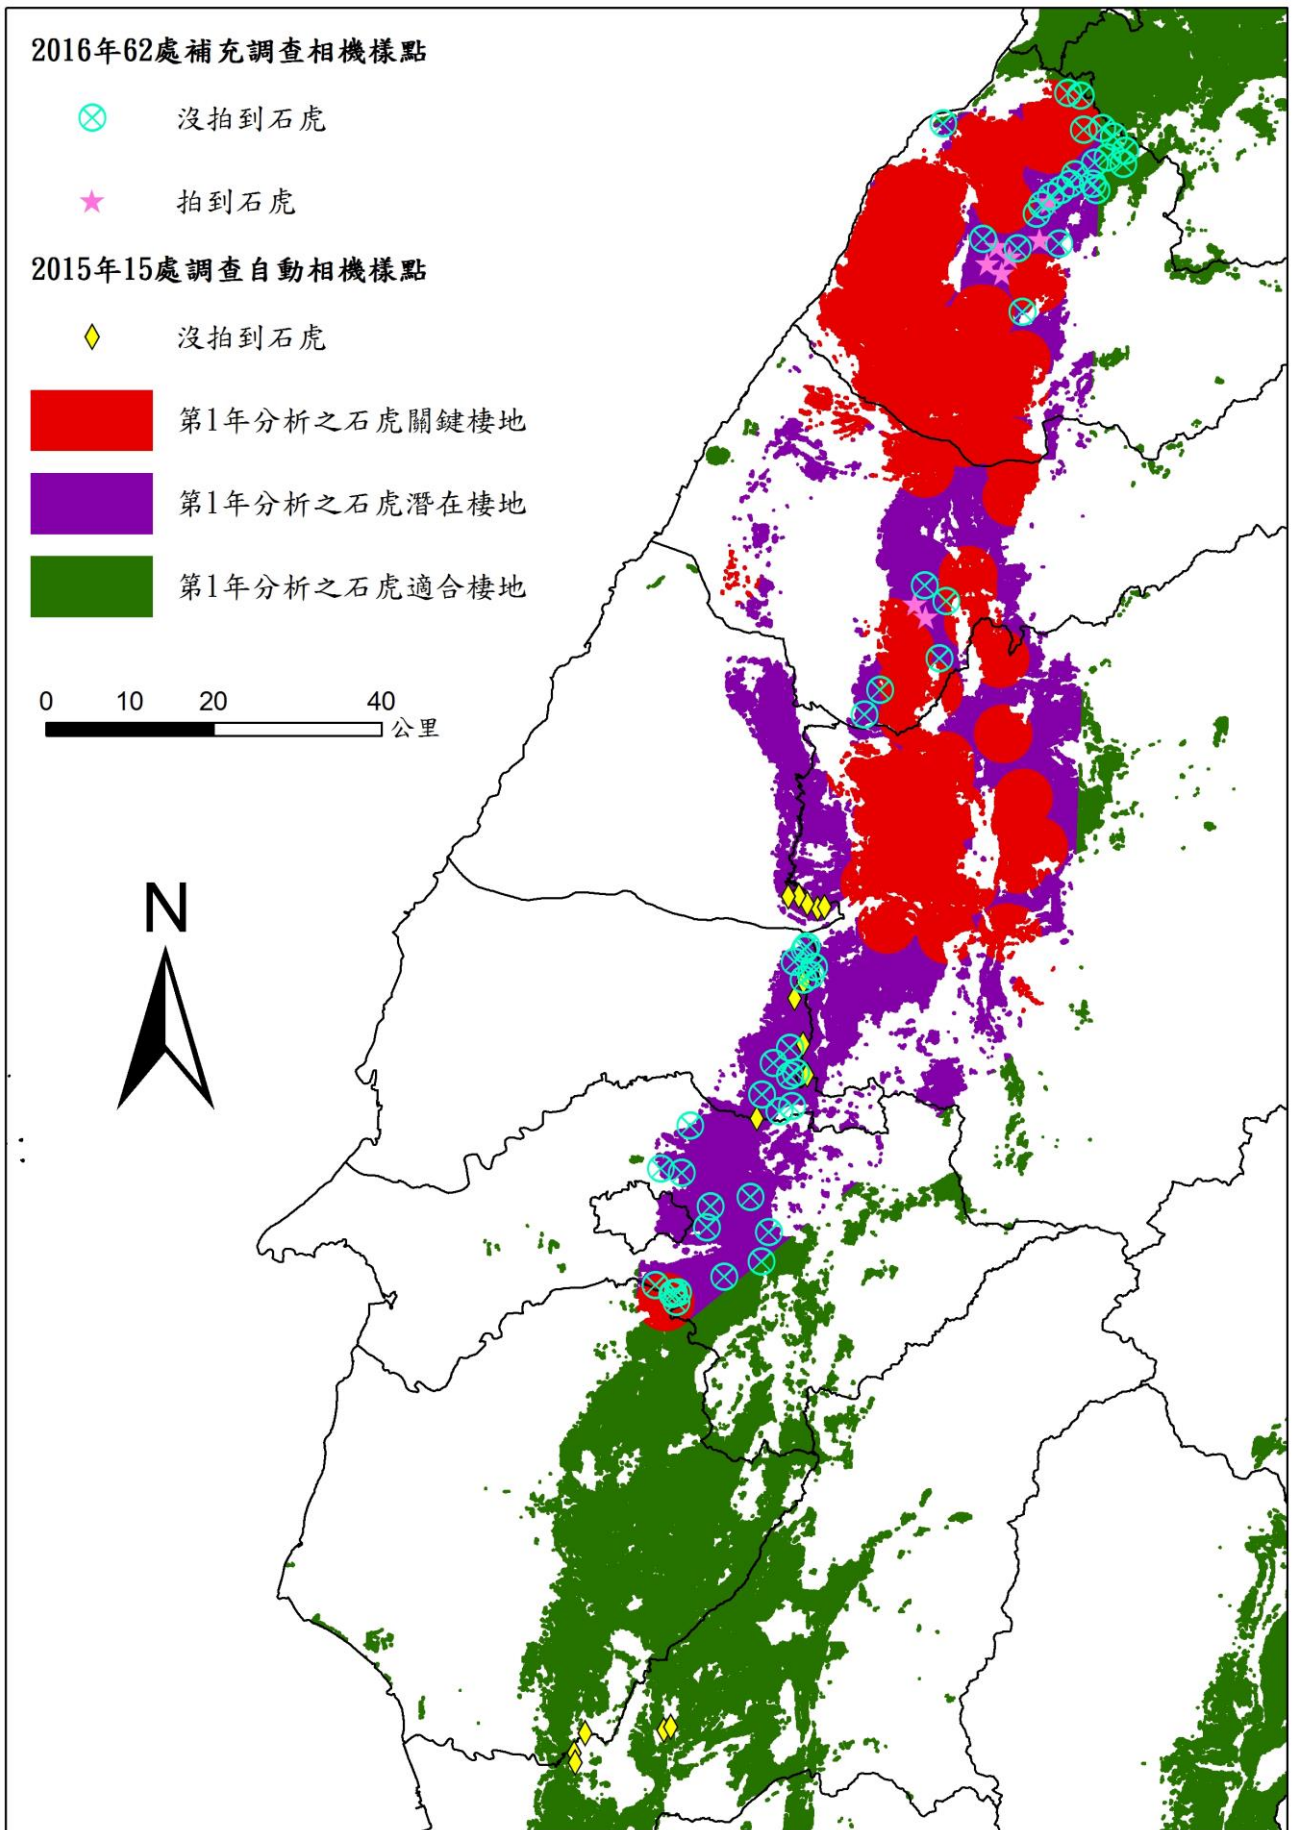 2016年62處補充調查相機樣點
沒拍到石虎
拍到石虎
2015年15處調查自動相機樣點
沒拍到石虎
第1年分析之石虎關鍵棲地
第1年分析之石虎潛在棲地
第1年分析之石虎適合棲地
0 10 20 40
公里
N